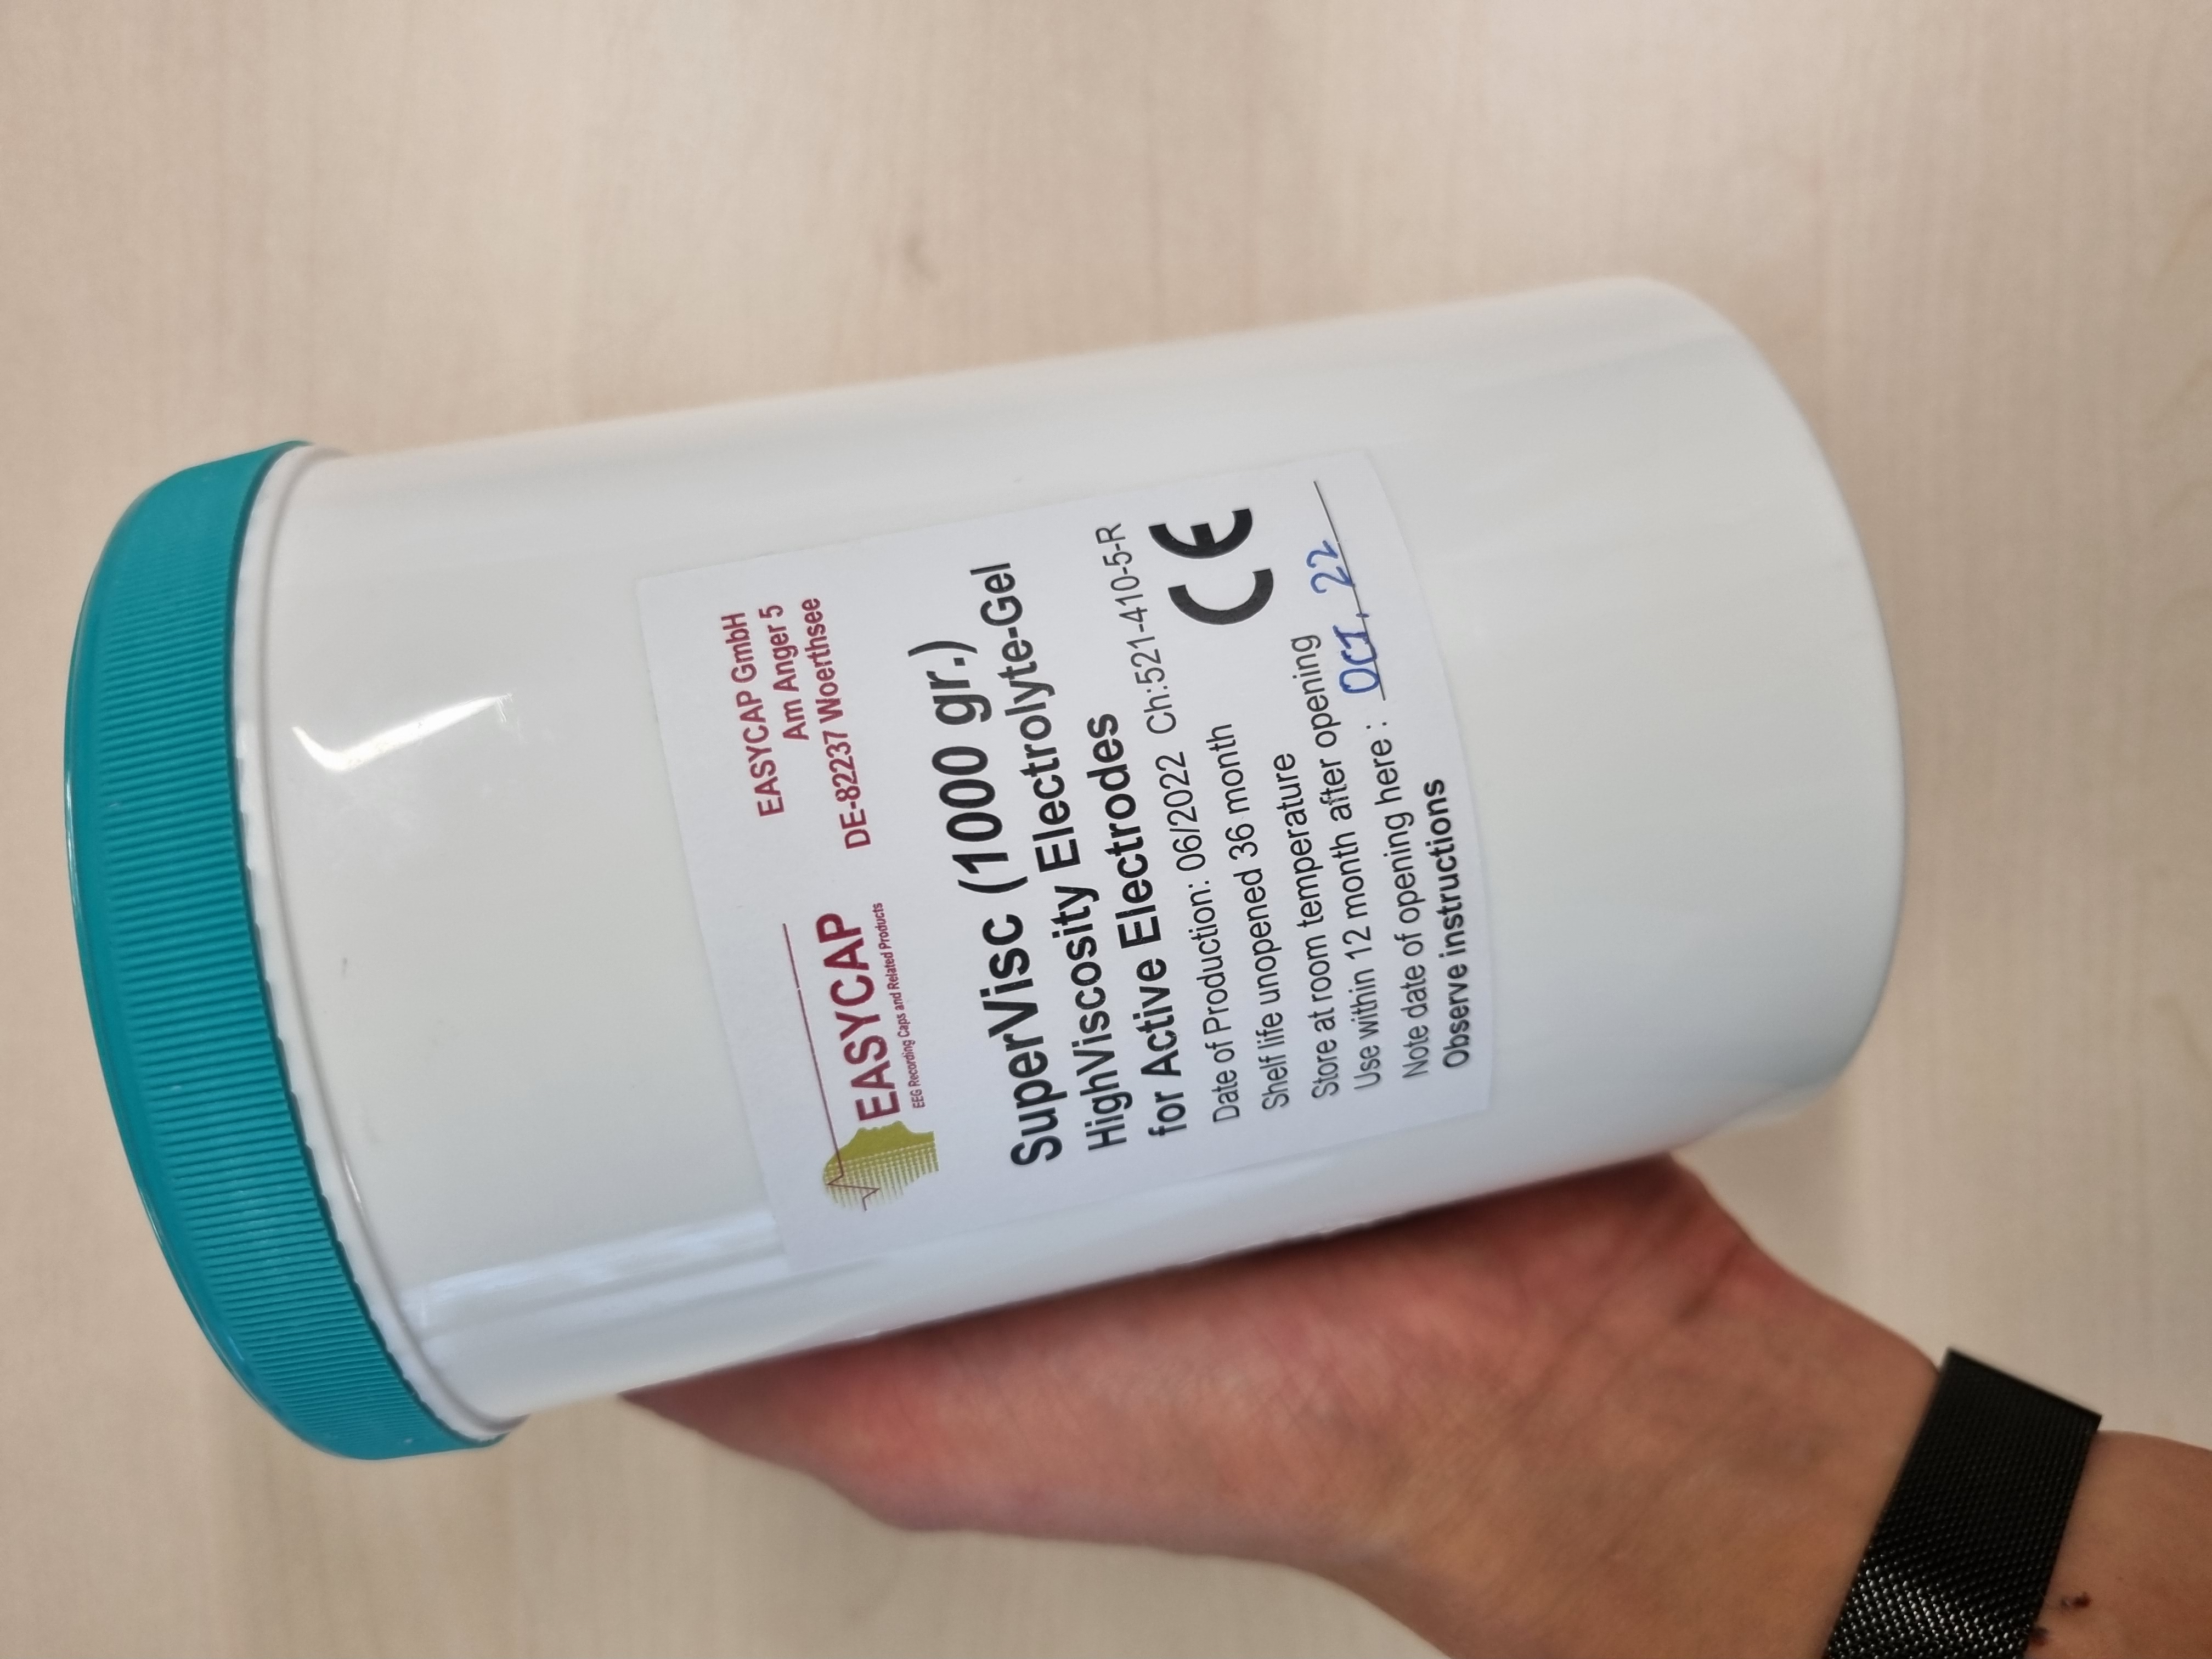 EASYCAP
EEG Recording Caps and Related Products
EASYCAP GmbH
Am Anger 5
DE-82237 Woerthsee
SuperVisc (1000 gr.)
HighViscosity Electrolyte-Gel
for Active Electrodes
Date of Production: 06/2022 Ch:521-410-5-R
Shelf life unopened 36 month
CE
Store at room temperature
Use within 12 month after opening
Note date of opening here : Oct, 22
Observe instructions